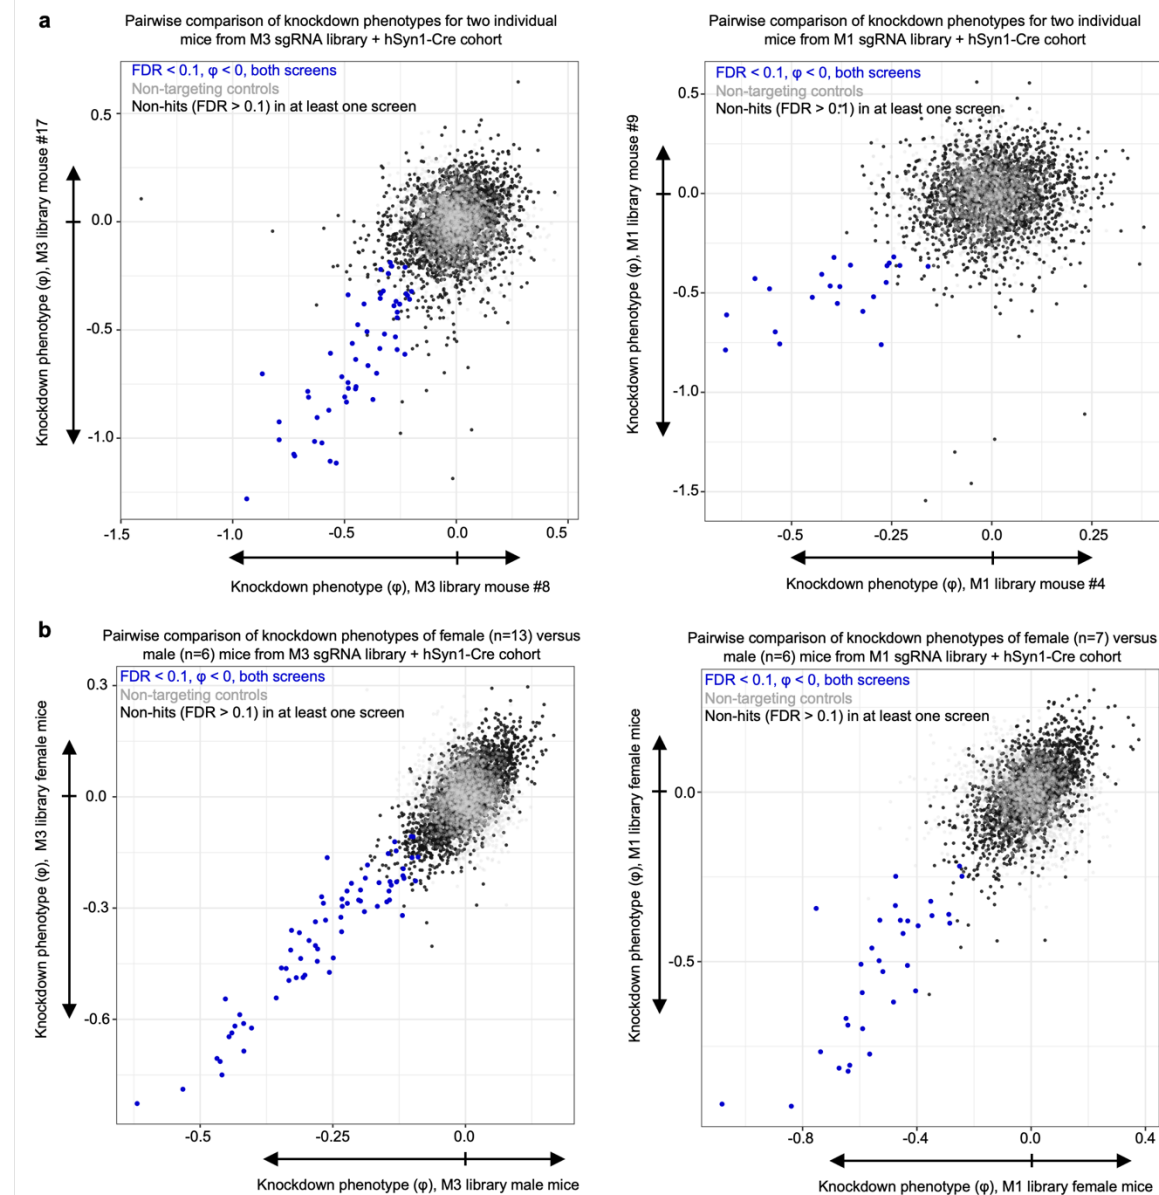 a
Pairwise comparison of knockdown phenotypes for two individual
mice from M3 sgRNA library + hSyn1-Cre cohort
FDR < 0.1, φ < 0, both screens
Non-targeting controls
Non-hits (FDR > 0.1) in at least one screen
Knockdown phenotype (φ), M3 library mouse #17
0.5
0.0
-0.5
-1.0
-1.5
-1.0
-0.5
0.0
0.5
Knockdown phenotype (φ), M3 library mouse #8
Pairwise comparison of knockdown phenotypes for two individual
mice from M1 sgRNA library + hSyn1-Cre cohort
FDR < 0.1, φ < 0, both screens
Non-targeting controls
Non-hits (FDR > 0.1) in at least one screen
Knockdown phenotype (φ), M1 library mouse #9
0.5
0.0
-0.5
-1.0
-1.5
-0.5
-0.25
0.0
0.25
Knockdown phenotype (φ), M1 library mouse #4
b
Pairwise comparison of knockdown phenotypes of female (n=13) versus
male (n=6) mice from M3 sgRNA library + hSyn1-Cre cohort
FDR < 0.1, φ < 0, both screens
Non-targeting controls
Non-hits (FDR > 0.1) in at least one screen
Knockdown phenotype (φ), M3 library female mice
0.3
0.0
-0.3
-0.6
-0.5
-0.25
0.0
Knockdown phenotype (φ), M3 library male mice
Pairwise comparison of knockdown phenotypes of female (n=7) versus
male (n=6) mice from M1 sgRNA library + hSyn1-Cre cohort
FDR < 0.1, φ < 0, both screens
Non-targeting controls
Non-hits (FDR > 0.1) in at least one screen
Knockdown phenotype (φ), M1 library female mice
0.0
-0.5
-0.8
-0.4
0.0
0.4
Knockdown phenotype (φ), M1 library female mice